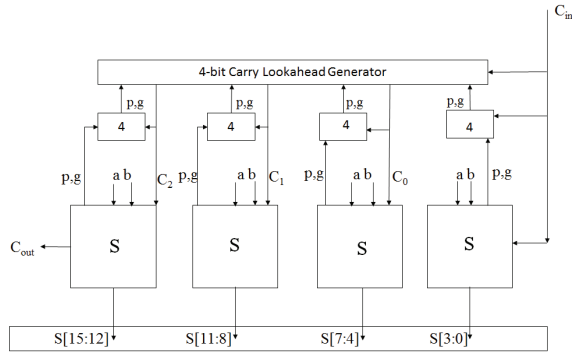 C_in
4-bit Carry Lookahead Generator
p,g p,g p,g p,g
4 4 4 4
p,g a b C_2 p,g a b C_1 p,g a b C_0 a b p,g
S S S S
C_out
S[15:12] S[11:8] S[7:4] S[3:0]